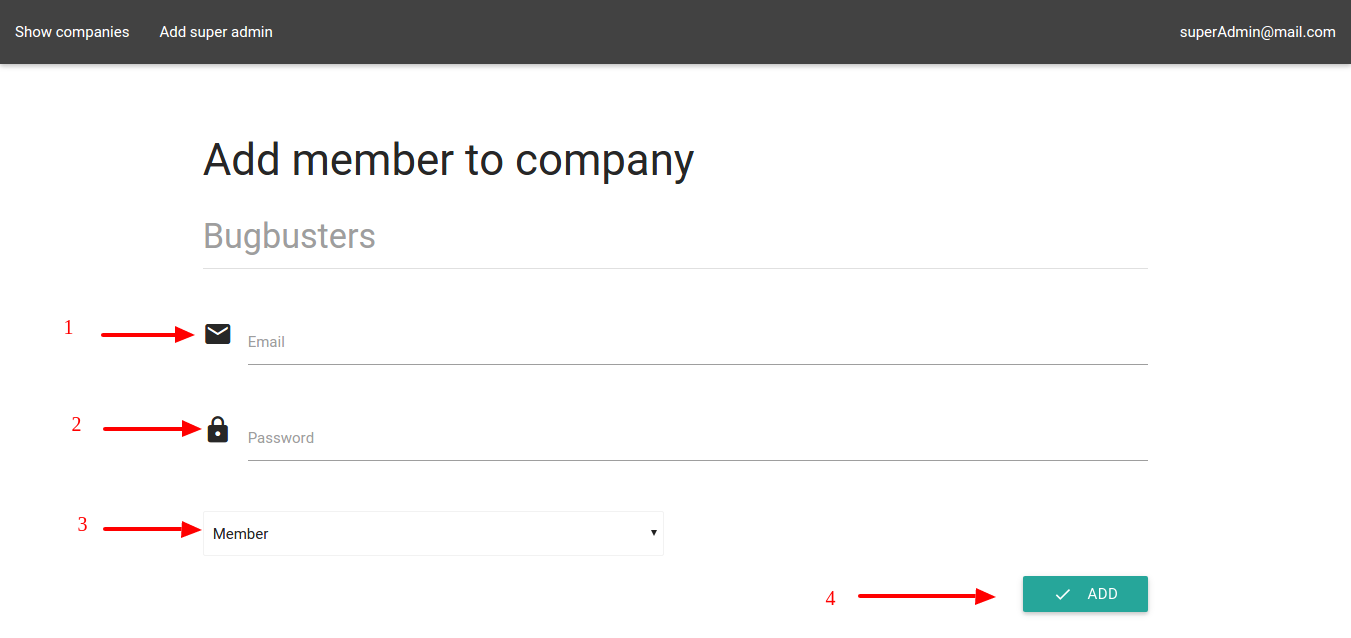 Show companies Add super admin superAdmin@mail.com
Add member to company
Bugbusters
1 Email
2 Password
3 Member
4 ADD